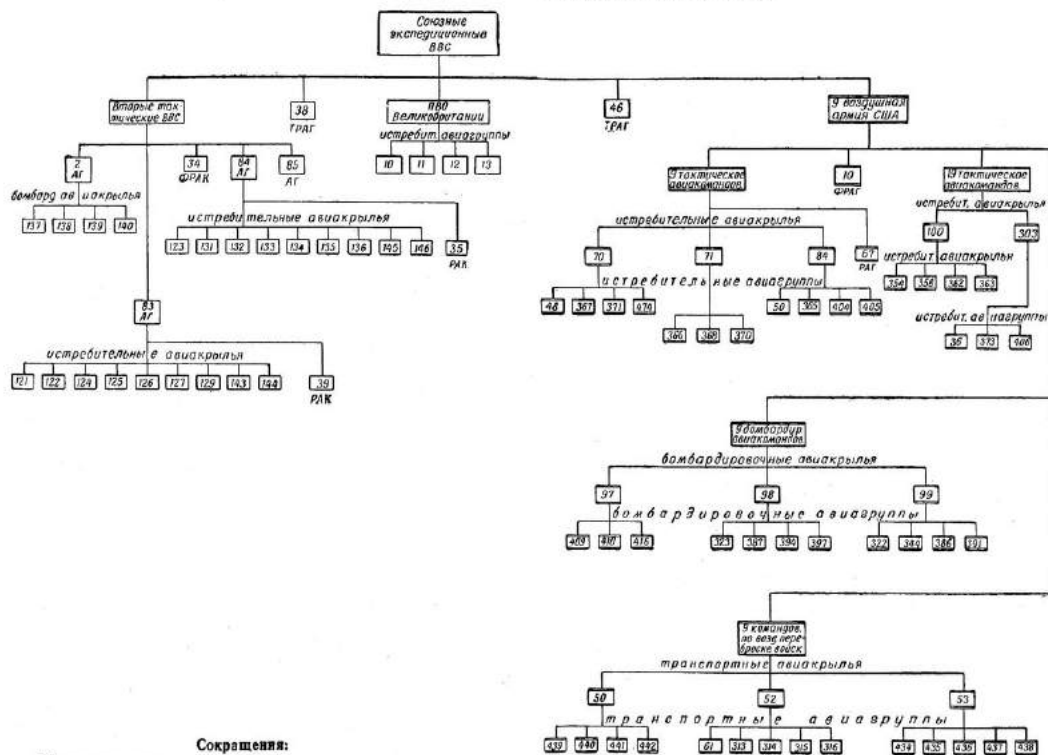 Союзные
экспедиционные
ВВС
Вторые так-
тические ВВС
38
ТРАГ
ПВО
Великобритании
46
ТРАГ
9 воздушная
армия США
истребит. авиагруппы
10 11 12 13
2
АГ
34
ФРАК
84
АГ
85
АГ
бомбард. авиакрылья
137 138 139 140
истребительные авиакрылья
123 131 132 133 134 135 136 145 146
35
РАК
83
АГ
истребительные авиакрылья
121 122 124 125 126 127 129 143 144
39
РАК
9 тактическое
авиакомандов.
10
ФРАГ
19 тактическое
авиакомандов.
истребительные авиакрылья
70 71 84
67
РАГ
истребительные авиагруппы
48 367 371 474
366 368 370
50 365 404 405
истребит. авиакрылья
100 303
истребит. авиакрылья
354 358 362 363
истребит. авиагруппы
36 373 406
9 бомбардир.
авиакомандов.
бомбардировочные авиакрылья
97 98 99
бомбардировочные авиагруппы
409 410 416
323 387 394 397
322 344 386 391
9 командов.
по возд. пере-
броске войск
транспортные авиакрылья
50 52 53
транспортные авиагруппы
439 440 441 442
61 313 314 315 316
434 435 436 437 438
Сокращения: